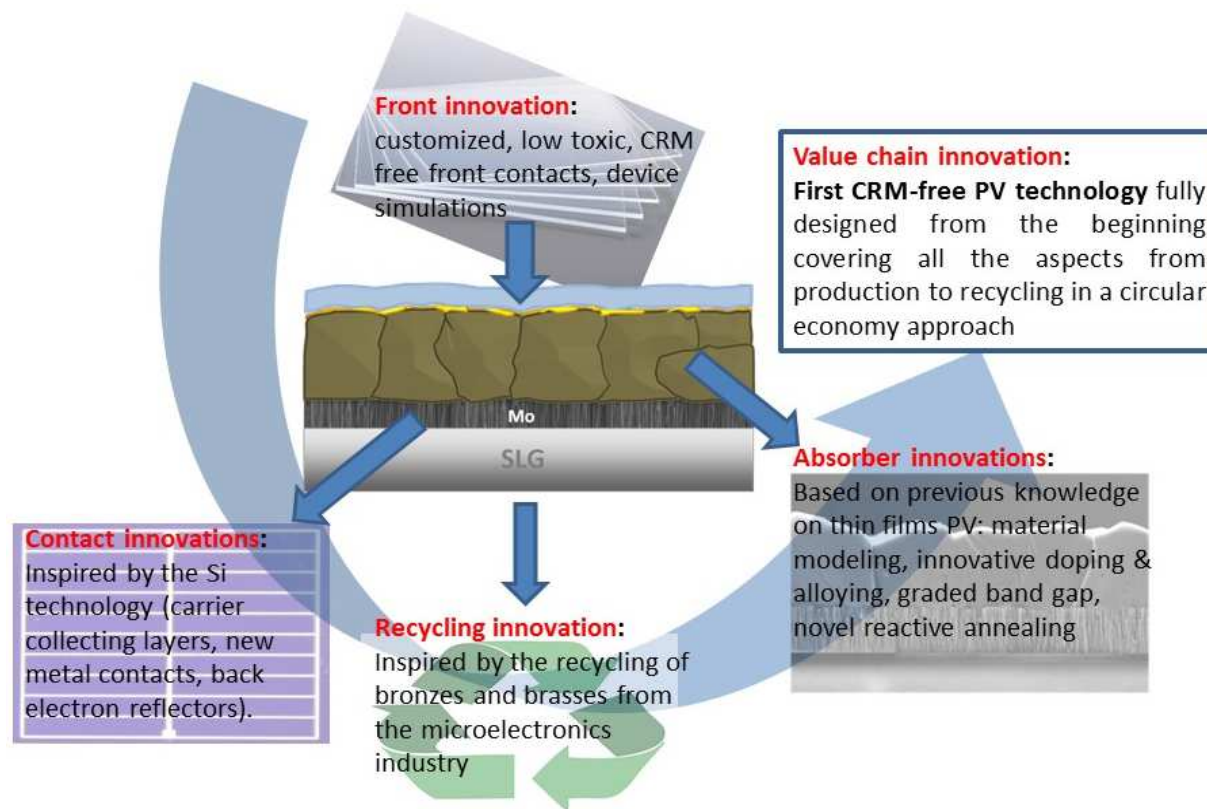 Front innovation:
customized, low toxic, CRM
free front contacts, device
simulations
Value chain innovation:
First CRM-free PV technology fully
designed from the beginning
covering all the aspects from
production to recycling in a circular
economy approach
Mo
SLG
Absorber innovations:
Based on previous knowledge
on thin films PV: material
modeling, innovative doping &
alloying, graded band gap,
novel reactive annealing
Contact innovations:
Inspired by the Si
technology (carrier
collecting layers, new
metal contacts, back
electron reflectors).
Recycling innovation:
Inspired by the recycling of
bronzes and brasses from
the microelectronics
industry